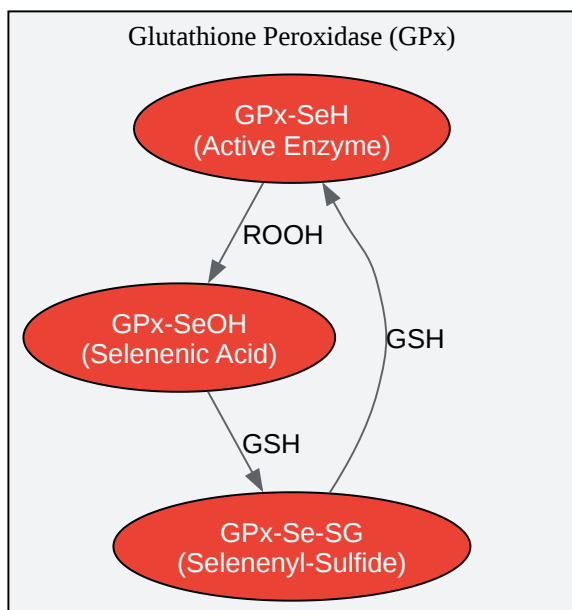 Glutathione Peroxidase (GPx)
GPx-SeH
(Active Enzyme)
ROOH
GPx-SeOH
(Selenenic Acid)
GSH
GSH
GPx-Se-SG
(Selenenyl-Sulfide)